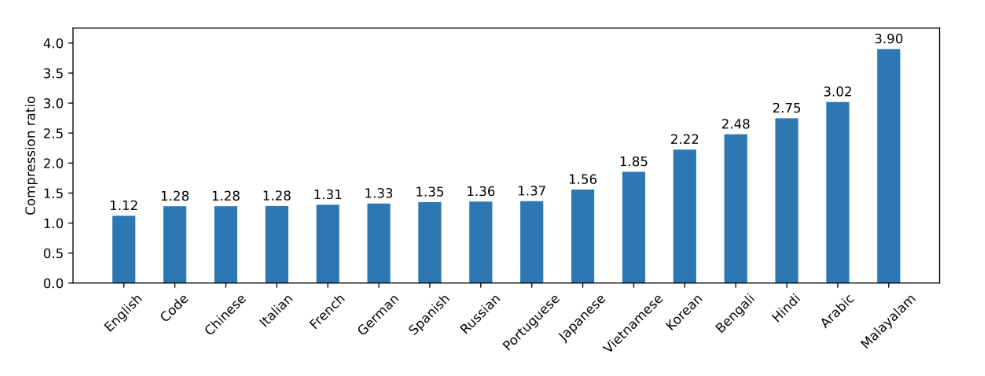 Compression ratio
4.0
3.5
3.0
2.5
2.0
1.5
1.0
0.5
0.0
1.12
1.28
1.28
1.28
1.31
1.33
1.35
1.36
1.37
1.56
1.85
2.22
2.48
2.75
3.02
3.90
English
Code
Chinese
Italian
French
German
Spanish
Russian
Portuguese
Japanese
Vietnamese
Korean
Bengali
Hindi
Arabic
Malayalam